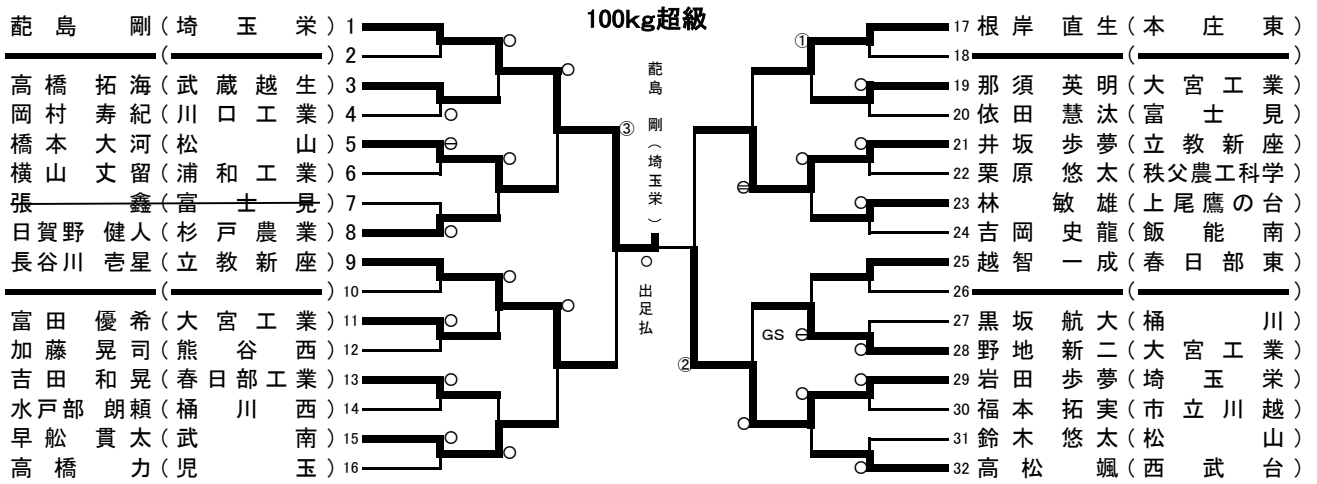 100kg超級
蓜島 剛(埼玉栄) 1
( ) 2
高橋 拓海(武蔵越生) 3
岡村 寿紀(川口工業) 4
橋本 大河(松山) 5
横山 丈留(浦和工業) 6
張 鑫(富士見) 7
日賀野 健人(杉戸農業) 8
長谷川 壱星(立教新座) 9
( ) 10
富田 優希(大宮工業) 11
加藤 晃司(熊谷西) 12
吉田 和晃(春日部工業) 13
水戸部 朗頼(桶川西) 14
早舩 貫太(武南) 15
高橋 力(児玉) 16
③
蓜島 剛(埼玉栄)
○ 出足払
①
②
GS
17 根岸 直生(本庄東)
18 ( )
19 那須 英明(大宮工業)
20 依田 慧汰(富士見)
21 井坂 歩夢(立教新座)
22 栗原 悠太(秩父農工科学)
23 林 敏雄(上尾鷹の台)
24 吉岡 史龍(飯能南)
25 越智 一成(春日部東)
26 ( )
27 黒坂 航大(桶川)
28 野地 新二(大宮工業)
29 岩田 歩夢(埼玉栄)
30 福本 拓実(市立川越)
31 鈴木 悠太(松山)
32 高松 颯(西武台)